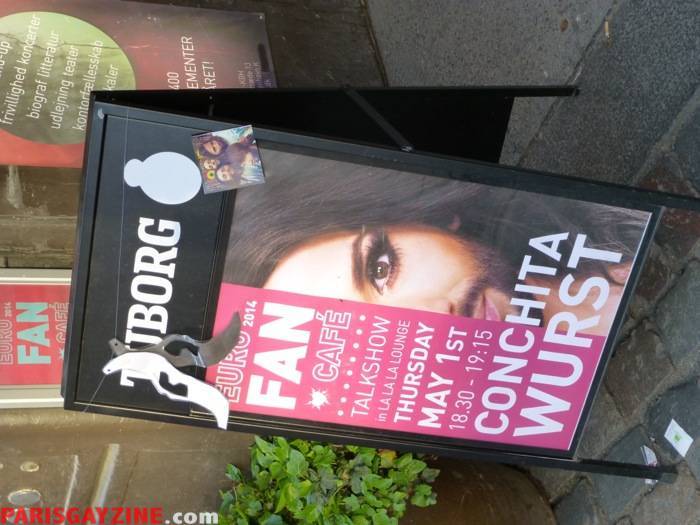 frivillighed koncerter
biograf litteratur
udlejning teater
TUBORG
EURO 2014
FAN
CAFÉ
TALKSHOW
in LA LA LA LOUNGE
THURSDAY
MAY 1ST
18.30 - 19:15
CONCHITA
WURST
EURO 2014
FAN
CAFÉ
PARISGAYZINE.com